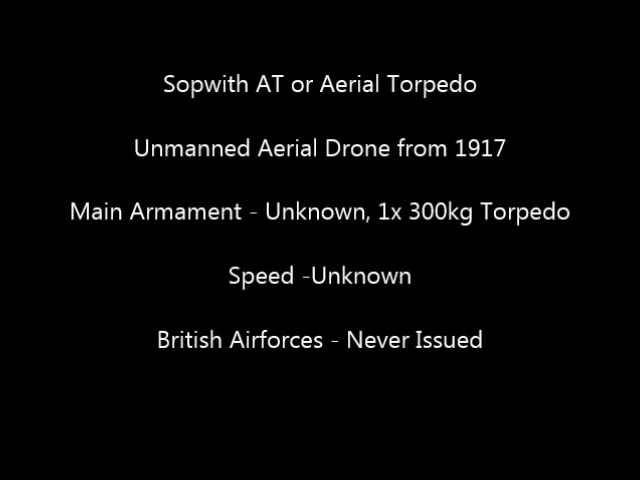 Sopwith AT or Aerial Torpedo
Unmanned Aerial Drone from 1917
Main Armament - Unknown, 1x 300kg Torpedo
Speed -Unknown
British Airforces - Never Issued